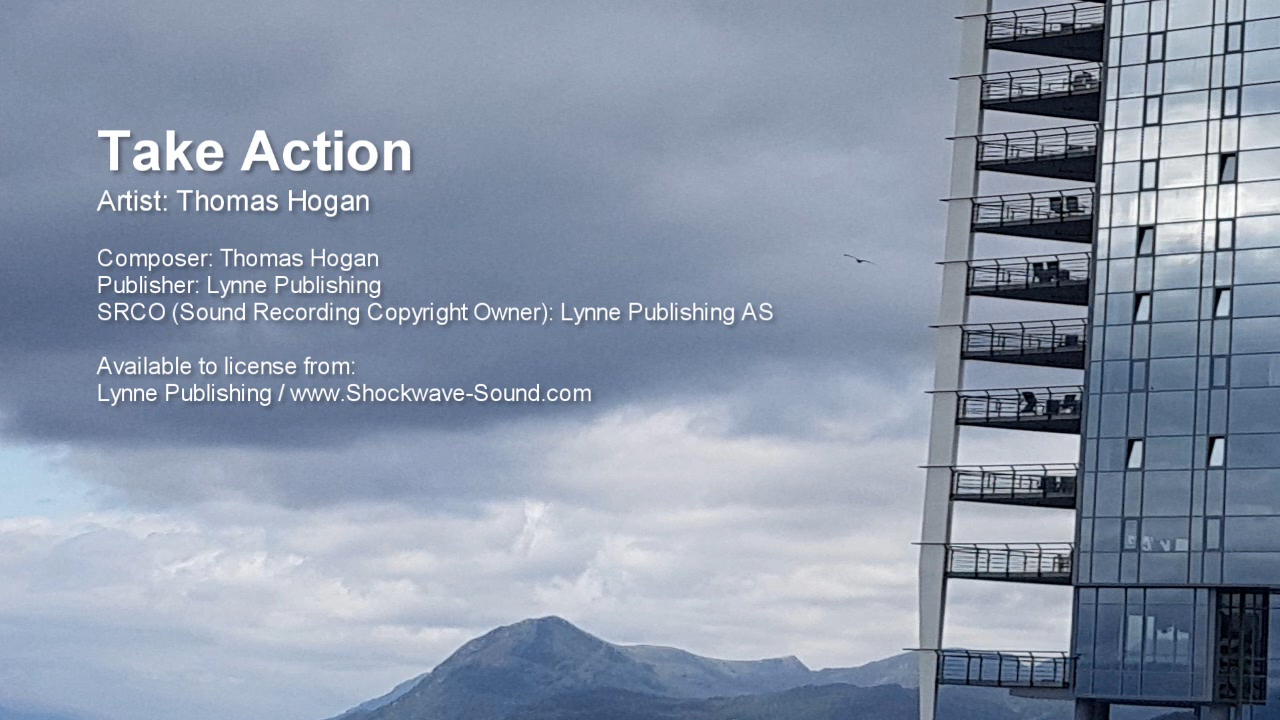 Take Action
Artist: Thomas Hogan
Composer: Thomas Hogan
Publisher: Lynne Publishing
SRCO (Sound Recording Copyright Owner): Lynne Publishing AS
Available to license from:
Lynne Publishing / www.Shockwave-Sound.com